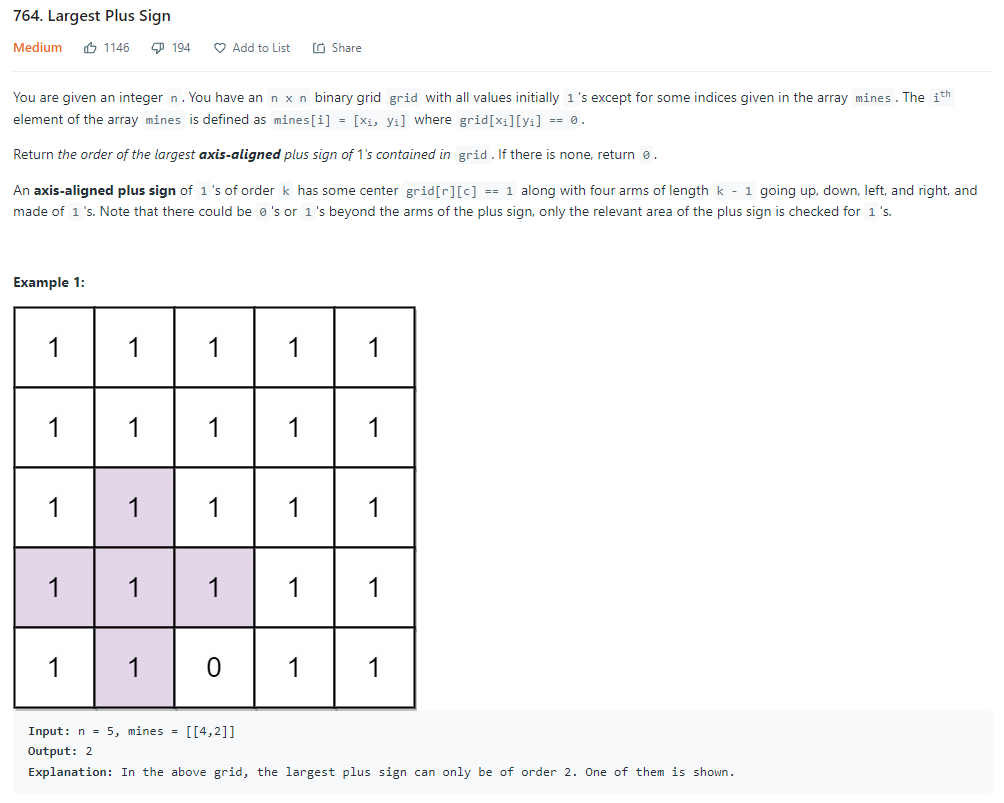 764. Largest Plus Sign
Medium 1146 194 Add to List Share
You are given an integer n. You have an n x n binary grid grid with all values initially 1's except for some indices given in the array mines. The iᵗʰ
element of the array mines is defined as mines[i] = [xᵢ, yᵢ] where grid[xᵢ][yᵢ] == 0.
Return the order of the largest axis-aligned plus sign of 1's contained in grid. If there is none, return 0.
An axis-aligned plus sign of 1's of order k has some center grid[r][c] == 1 along with four arms of length k - 1 going up, down, left, and right, and
made of 1's. Note that there could be 0's or 1's beyond the arms of the plus sign, only the relevant area of the plus sign is checked for 1's.
Example 1:
1 1 1 1 1
1 1 1 1 1
1 1 1 1 1
1 1 1 1 1
1 1 0 1 1
Input: n = 5, mines = [[4,2]]
Output: 2
Explanation: In the above grid, the largest plus sign can only be of order 2. One of them is shown.